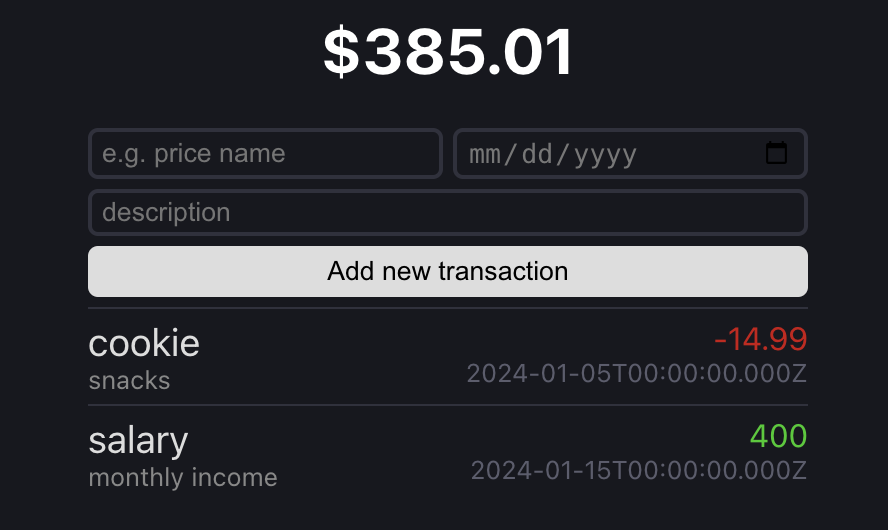 $385.01
e.g. price name mm/dd/yyyy
description
Add new transaction
cookie -14.99
snacks 2024-01-05T00:00:00.000Z
salary 400
monthly income 2024-01-15T00:00:00.000Z